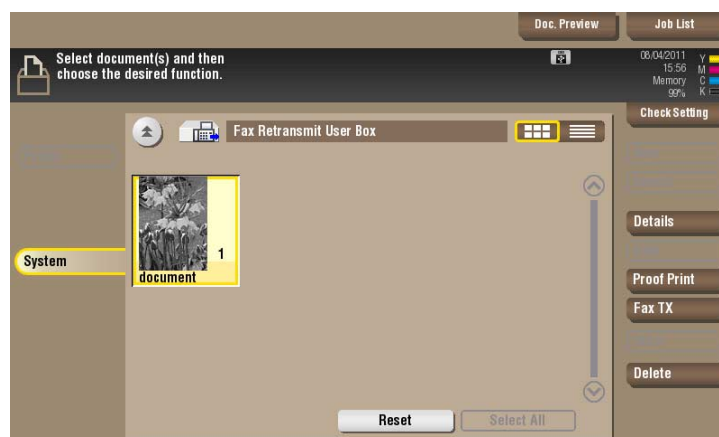 Doc. Preview
Job List
Select document(s) and then
choose the desired function.
08/04/2011
15:56
Memory
99%
Y
M
C
K
Check Setting
Fax Retransmit User Box
1
document
System
Details
Proof Print
Fax TX
Delete
Reset
Select All